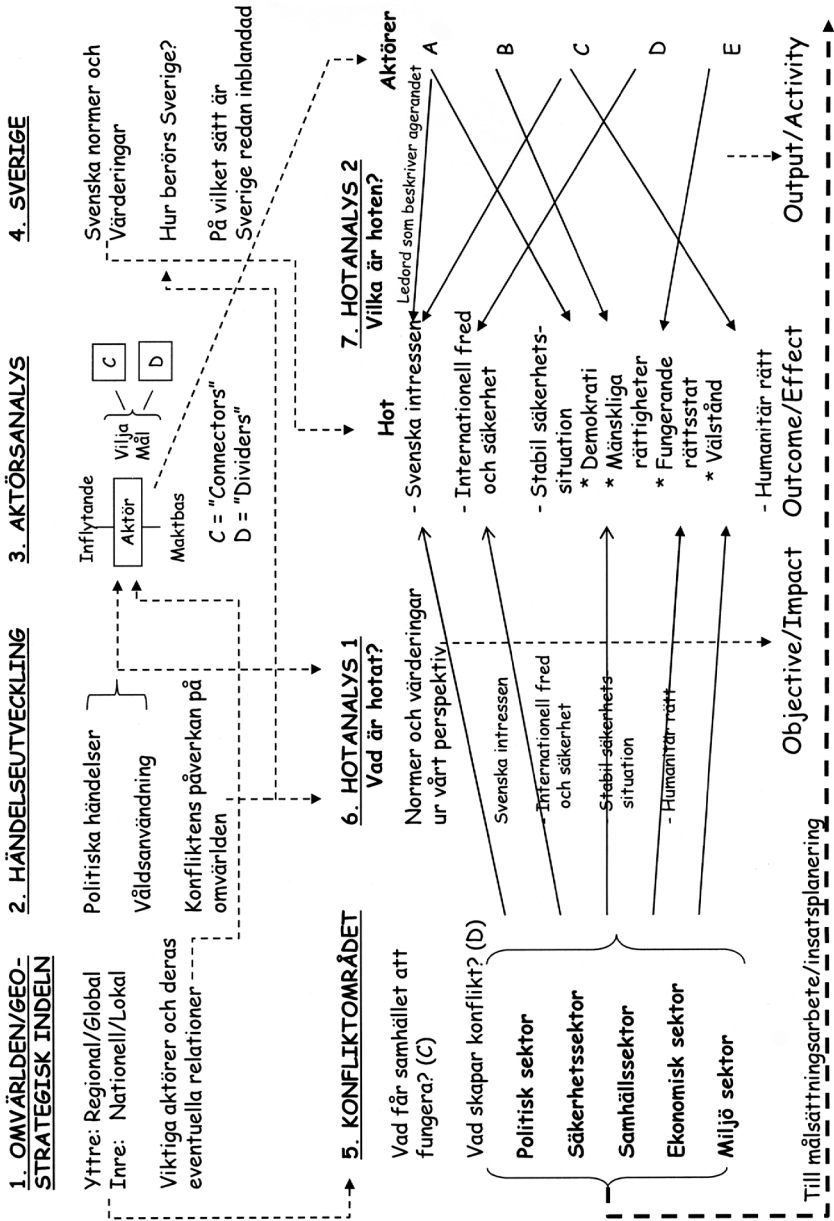 1. OMVÄRLDEN/GEO-
STRATEGISK INDELN
Yttre: Regional/Global
Inre: Nationell/Lokal
Viktiga aktörer och deras
eventuella relationer
2. HÄNDELSEUTVECKLING
Politiska händelser
Våldsanvändning
Konfliktens påverkan på
omvärlden
3. AKTÖRSANALYS
Inflytande
Aktör
Maktbas
Vilja
Mål
C
D
C = "Connectors"
D = "Dividers"
4. SVERIGE
Svenska normer och
Värderingar
Hur berörs Sverige?
På vilket sätt är
Sverige redan inblandad
5. KONFLIKTOMRÅDET
Vad får samhället att
fungera? (C)
Vad skapar konflikt? (D)
Politisk sektor
Säkerhetssektor
Samhällssektor
Ekonomisk sektor
Miljö sektor
6. HOTANALYS 1
Vad är hotat?
Normer och värderingar
ur vårt perspektiv
Svenska intressen
- Internationell fred
och säkerhet
- Stabil säkerhets-
situation
- Humanitär rätt
Objective/Impact
Hot
- Svenska intressen
- Internationell fred
och säkerhet
- Stabil säkerhets-
situation
* Demokrati
* Mänskliga
rättigheter
* Fungerande
rättsstat
* Välstånd
- Humanitär rätt
Outcome/Effect
7. HOTANALYS 2
Vilka är hoten?
Ledord som beskriver agerandet
Aktörer
A
B
C
D
E
Output/Activity
Till målsättningsarbete/insatsplanering